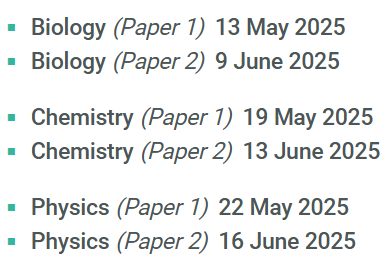 Biology (Paper 1) 13 May 2025
Biology (Paper 2) 9 June 2025
Chemistry (Paper 1) 19 May 2025
Chemistry (Paper 2) 13 June 2025
Physics (Paper 1) 22 May 2025
Physics (Paper 2) 16 June 2025